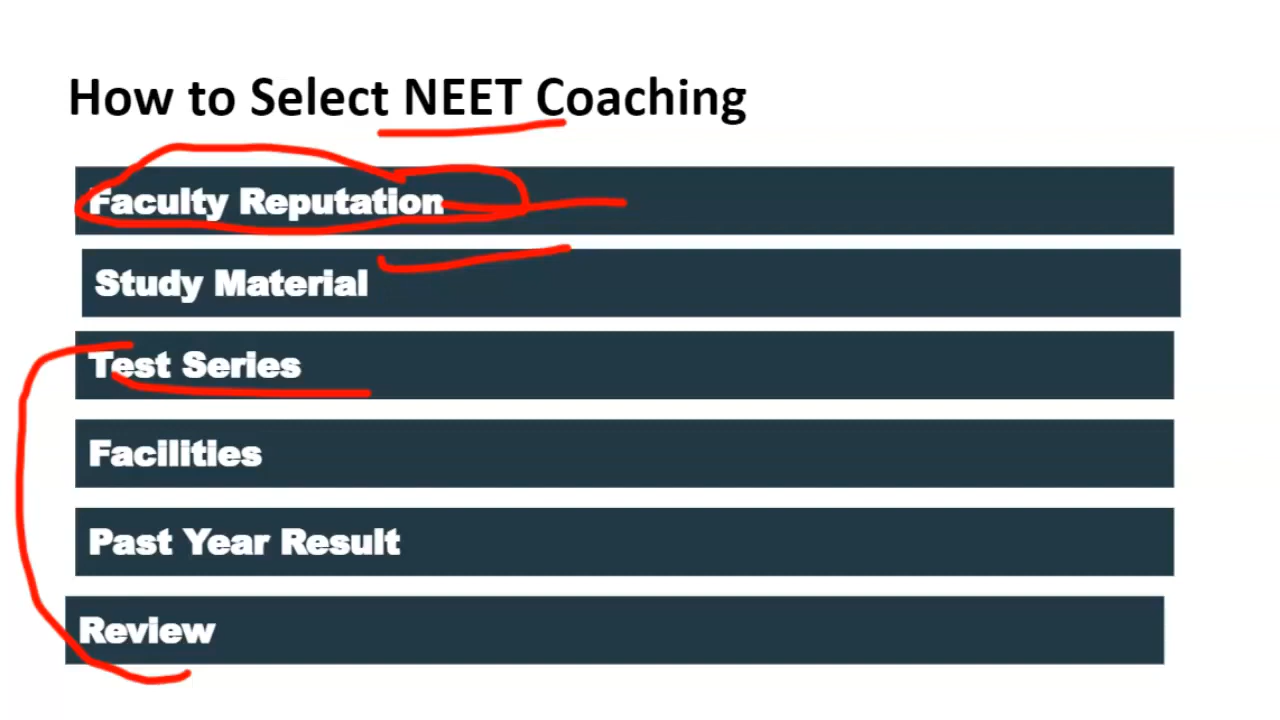 How to Select NEET Coaching
Faculty Reputation
Study Material
Test Series
Facilities
Past Year Result
Review